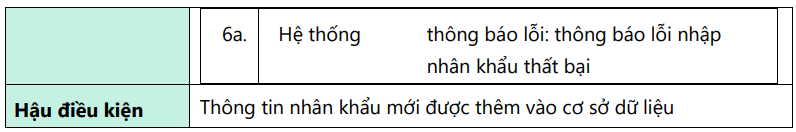 6a. Hệ thống thông báo lỗi: thông báo lỗi nhập
nhân khẩu thất bại
Hậu điều kiện Thông tin nhân khẩu mới được thêm vào cơ sở dữ liệu